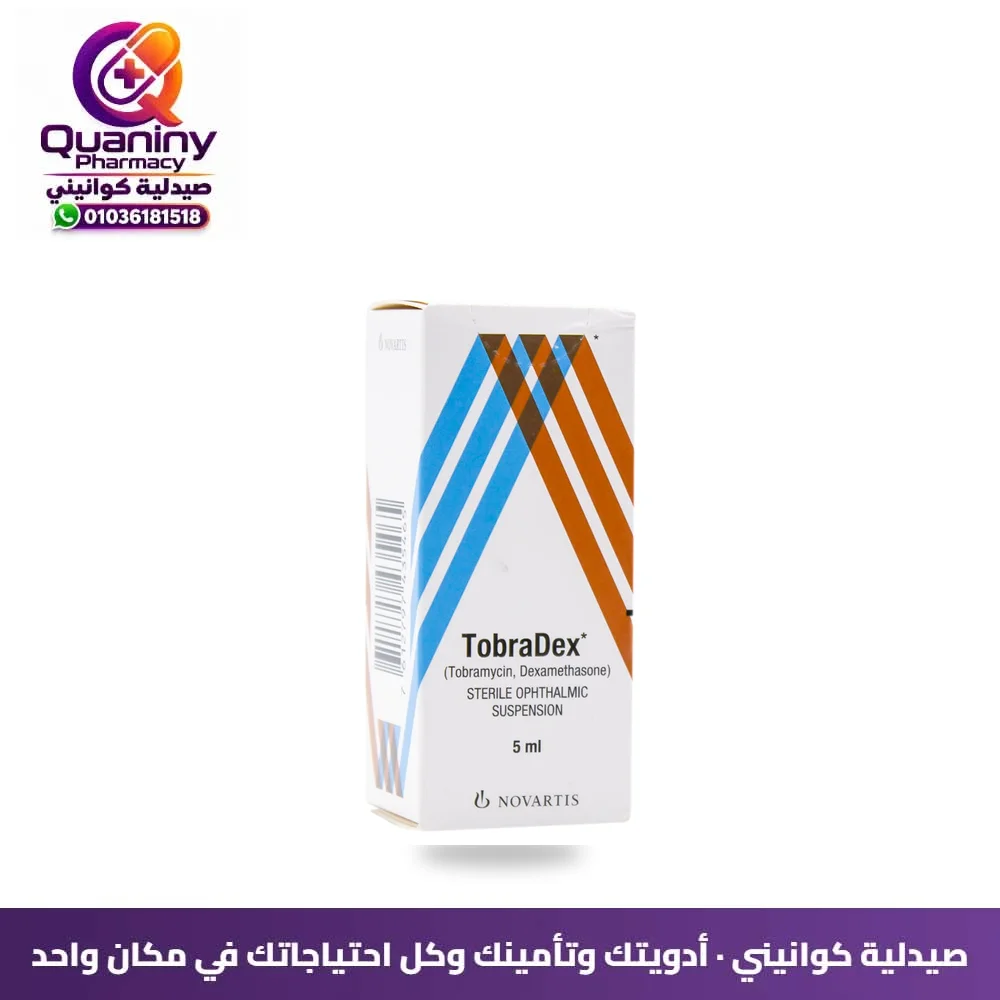 Quaniny
Pharmacy
صيدلية كوانيني
01036181518
NOVARTIS
TobraDex*
(Tobramycin, Dexamethasone)
STERILE OPHTHALMIC
SUSPENSION
5 ml
NOVARTIS
صيدلية كوانيني · أدويتك وتأمينك وكل احتياجاتك في مكان واحد